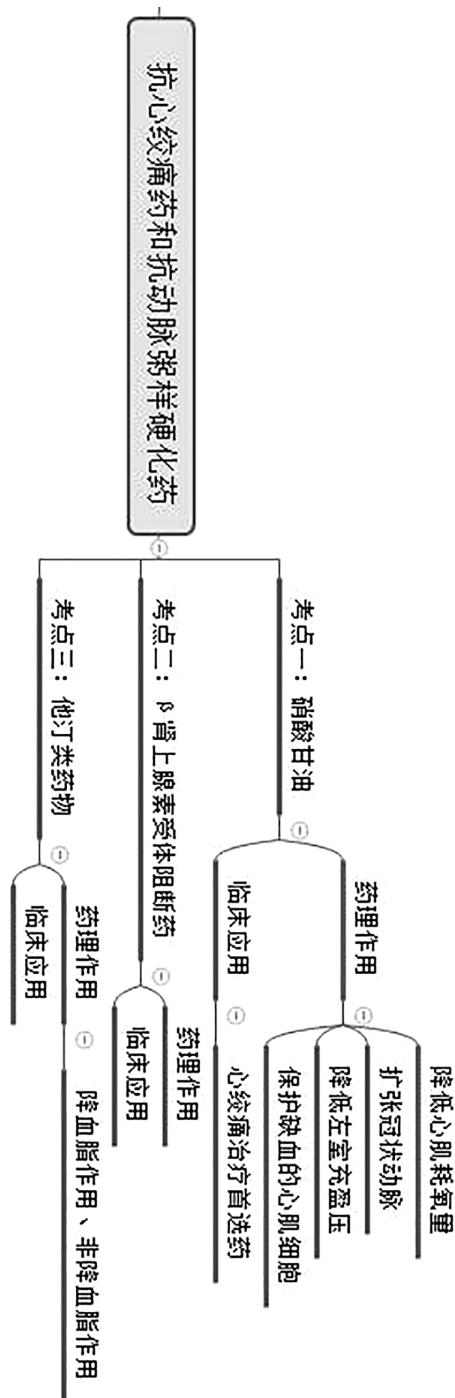 抗心绞痛药和抗动脉粥样硬化药
考点一：硝酸甘油
药理作用
降低心肌耗氧量
扩张冠状动脉
降低左室充盈压
保护缺血的心肌细胞
临床应用
心绞痛治疗首选药
考点二：β肾上腺素受体阻断药
药理作用
临床应用
考点三：他汀类药物
药理作用
降血脂作用、非降血脂作用
临床应用